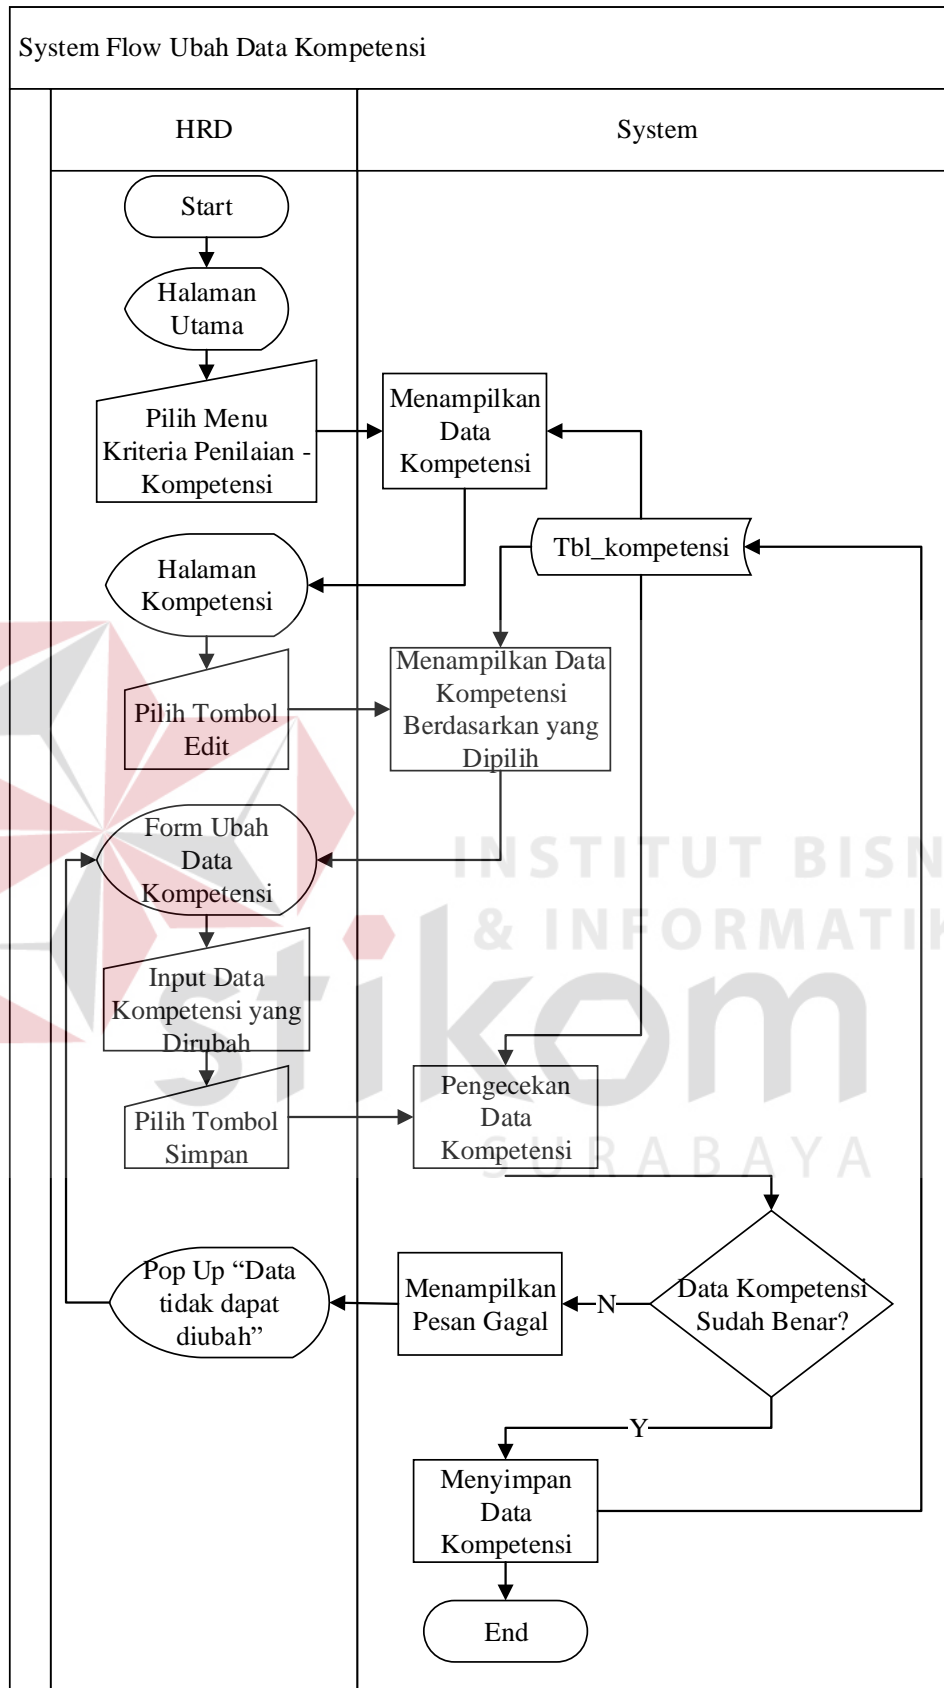 System Flow Ubah Data Kompetensi
HRD
System
Start
Halaman
Utama
Pilih Menu
Kriteria Penilaian -
Kompetensi
Menampilkan
Data
Kompetensi
Tbl_kompetensi
Halaman
Kompetensi
Pilih Tombol
Edit
Menampilkan Data
Kompetensi
Berdasarkan yang
Dipilih
Form Ubah
Data
Kompetensi
INSTITUT BISN
& INFORMATIK
stikom
SURABAYA
Input Data
Kompetensi yang
Dirubah
Pilih Tombol
Simpan
Pengecekan
Data
Kompetensi
Data Kompetensi
Sudah Benar?
N
Menampilkan
Pesan Gagal
Pop Up “Data
tidak dapat
diubah”
Y
Menyimpan
Data
Kompetensi
End